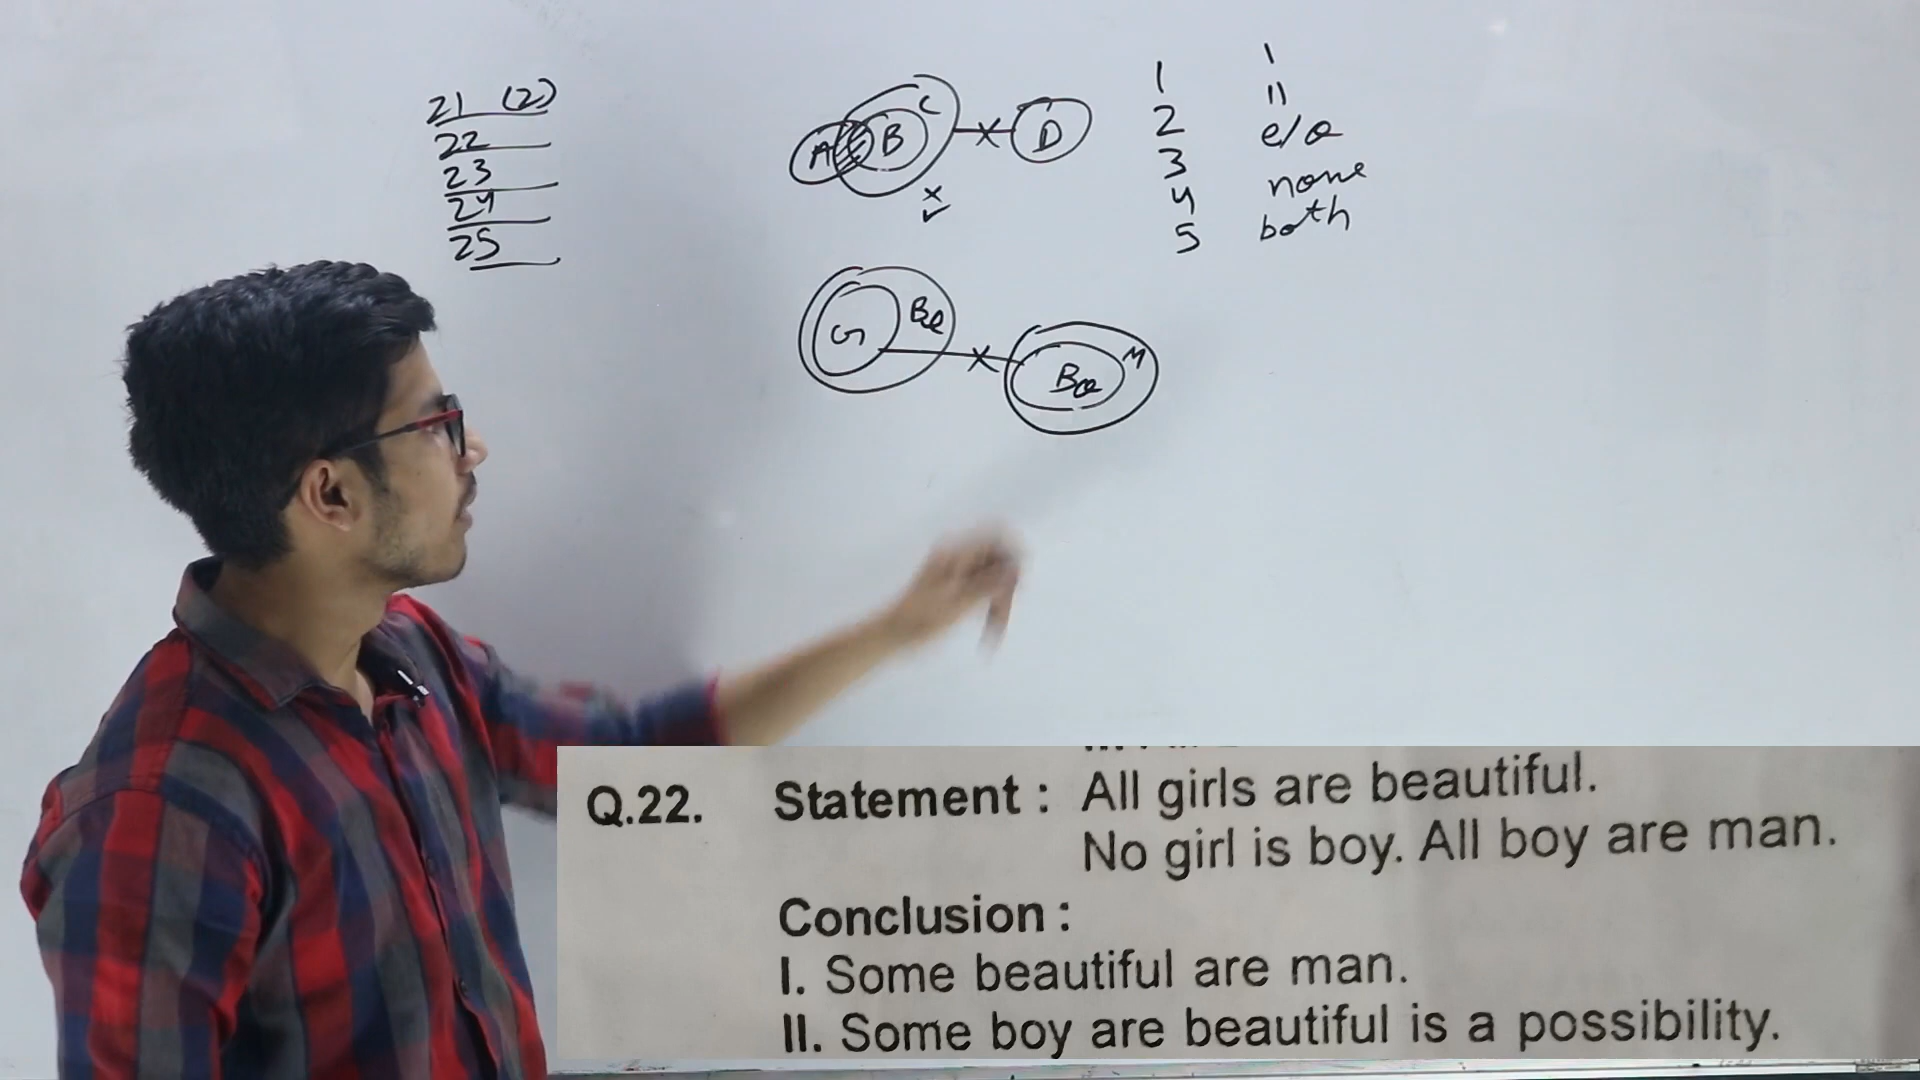 21 (2)
22
23
24
25
A B C D
1 I
2 II
3 e/o
4 none
5 both
G Be
Bo M
Q.22. Statement : All girls are beautiful.
No girl is boy. All boy are man.
Conclusion :
I. Some beautiful are man.
II. Some boy are beautiful is a possibility.